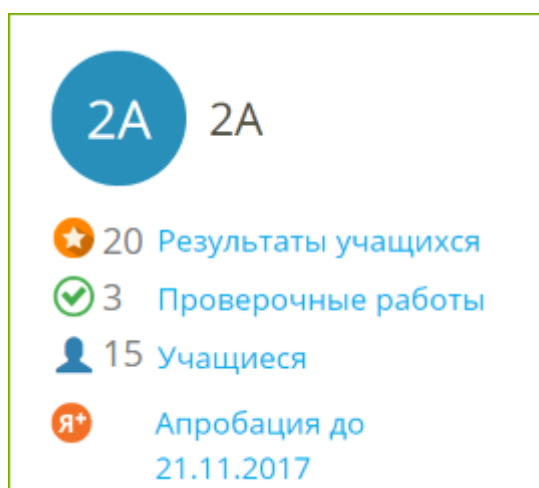 2А 2А
20 Результаты учащихся
3 Проверочные работы
15 Учащиеся
Я+ Апробация до
21.11.2017